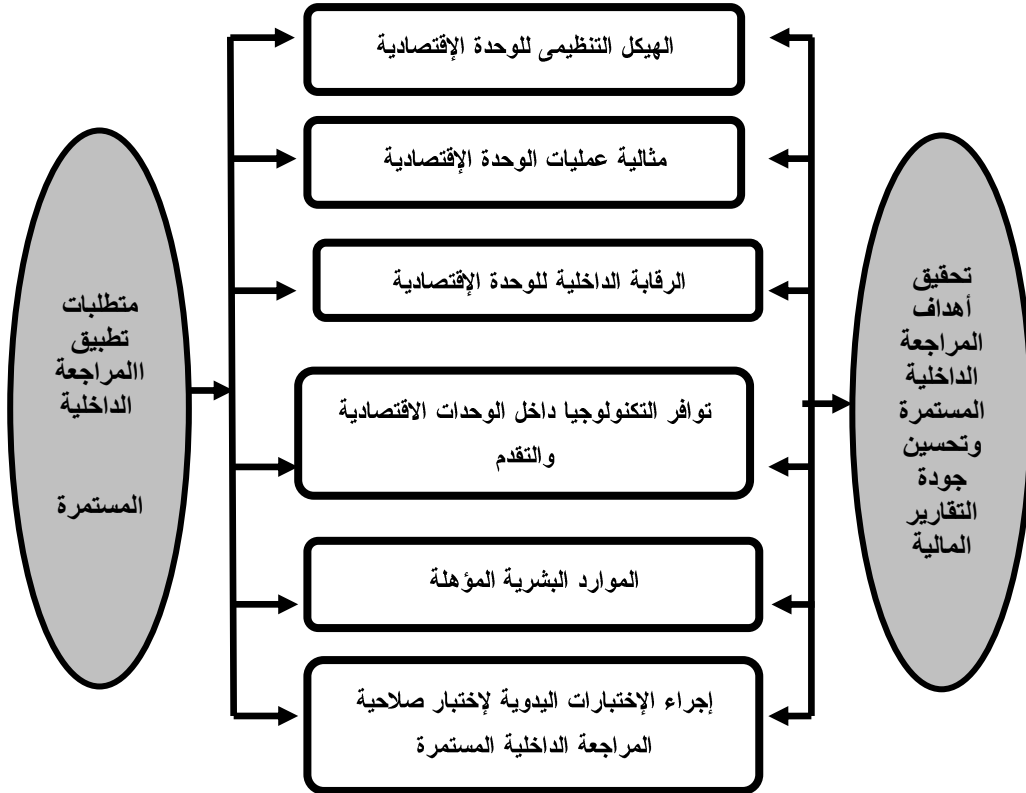 الهيكل التنظيمى للوحدة الإقتصادية
مثالية عمليات الوحدة الإقتصادية
الرقابة الداخلية للوحدة الإقتصادية
توافر التكنولوجيا داخل الوحدات الاقتصادية
والتقدم
الموارد البشرية المؤهلة
إجراء الإختبارات اليدوية لإختبار صلاحية
المراجعة الداخلية المستمرة
تحقيق
أهداف
المراجعة
الداخلية
المستمرة
وتحسين
جودة
التقارير
المالية
متطلبات
تطبيق
االمراجعة
الداخلية
المستمرة